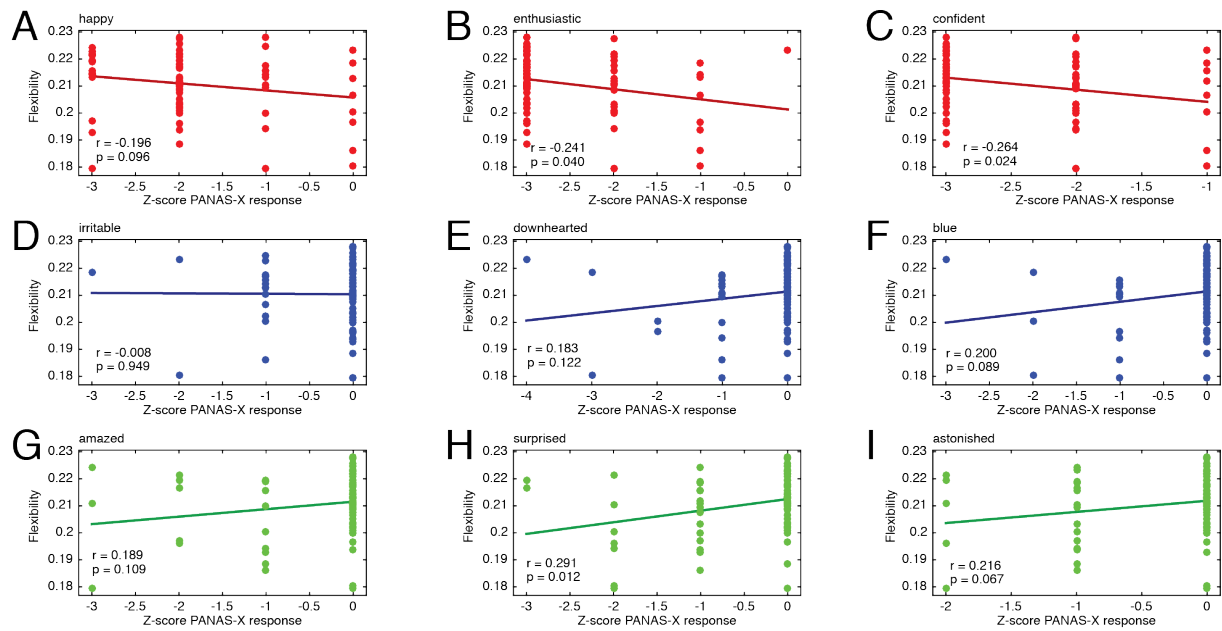 A
happy
0.23
0.22
0.21
0.2
0.19
0.18
Flexibility
r = -0.196
p = 0.096
-3
-2.5
-2
-1.5
-1
-0.5
0
Z-score PANAS-X response
B
enthusiastic
0.23
0.22
0.21
0.2
0.19
0.18
Flexibility
r = -0.241
p = 0.040
-3
-2.5
-2
-1.5
-1
-0.5
0
Z-score PANAS-X response
C
confident
0.23
0.22
0.21
0.2
0.19
0.18
Flexibility
r = -0.264
p = 0.024
-3
-2.5
-2
-1.5
-1
Z-score PANAS-X response
D
irritable
0.23
0.22
0.21
0.2
0.19
0.18
Flexibility
r = -0.008
p = 0.949
-3
-2.5
-2
-1.5
-1
-0.5
0
Z-score PANAS-X response
E
downhearted
0.23
0.22
0.21
0.2
0.19
0.18
Flexibility
r = 0.183
p = 0.122
-4
-3.5
-3
-2.5
-2
-1.5
-1
-0.5
0
Z-score PANAS-X response
F
blue
0.23
0.22
0.21
0.2
0.19
0.18
Flexibility
r = 0.200
p = 0.089
-3
-2.5
-2
-1.5
-1
-0.5
0
Z-score PANAS-X response
G
amazed
0.23
0.22
0.21
0.2
0.19
0.18
Flexibility
r = 0.189
p = 0.109
-3
-2.5
-2
-1.5
-1
-0.5
0
Z-score PANAS-X response
H
surprised
0.23
0.22
0.21
0.2
0.19
0.18
Flexibility
r = 0.291
p = 0.012
-3
-2.5
-2
-1.5
-1
-0.5
0
Z-score PANAS-X response
I
astonished
0.23
0.22
0.21
0.2
0.19
0.18
Flexibility
r = 0.216
p = 0.067
-2
-1.5
-1
-0.5
0
Z-score PANAS-X response